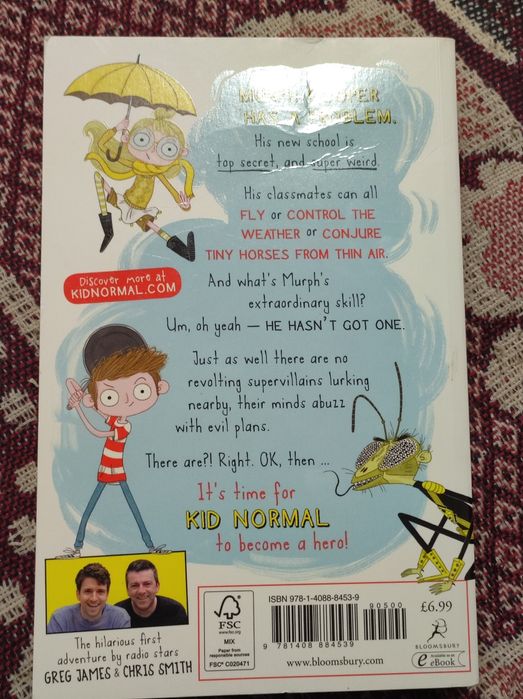 HAS A PROBLEM.
His new school is
top secret, and super weird.
His classmates can all
FLY or CONTROL THE
WEATHER or CONJURE
TINY HORSES FROM THIN AIR.
Discover more at
KIDNORMAL.COM
And what's Murph's
extraordinary skill?
Um, oh yeah — HE HASN'T GOT ONE.
Just as well there are no
revolting supervillains lurking
nearby, their minds abuzz
with evil plans.
There are?! Right. OK, then ...
It's time for
KID NORMAL
to become a hero!
The hilarious first
adventure by radio stars
GREG JAMES & CHRIS SMITH
FSC
www.fsc.org
MIX
Paper from
responsible sources
FSC® C020471
ISBN 978-1-4088-8453-9
90500
9 781408 884539
www.bloomsbury.com
£6.99
BLOOMSBURY
e Available as an
eBook